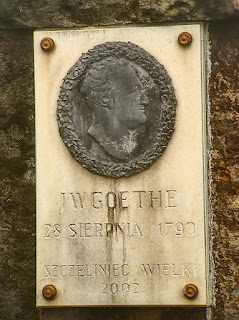 J.W.GOETHE
28 SIERPNIA 1790
SZCZELINIEC WIELKI
2002